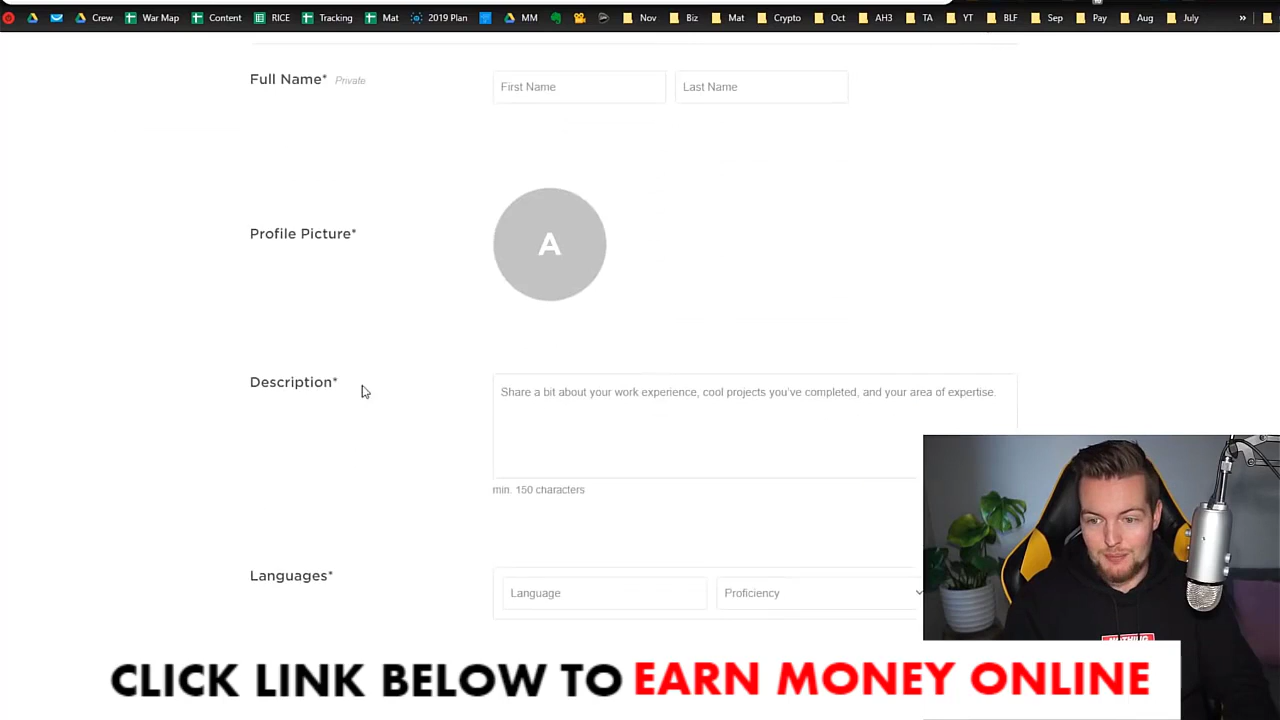 Crew War Map Content RICE Tracking Mat 2019 Plan MM Nov Biz Mat Crypto Oct AH3 TA YT BLF Sep Pay Aug July »
Full Name* Private First Name Last Name
Profile Picture* A
Description* Share a bit about your work experience, cool projects you've completed, and your area of expertise.
min. 150 characters
Languages* Language Proficiency
CLICK LINK BELOW TO EARN MONEY ONLINE